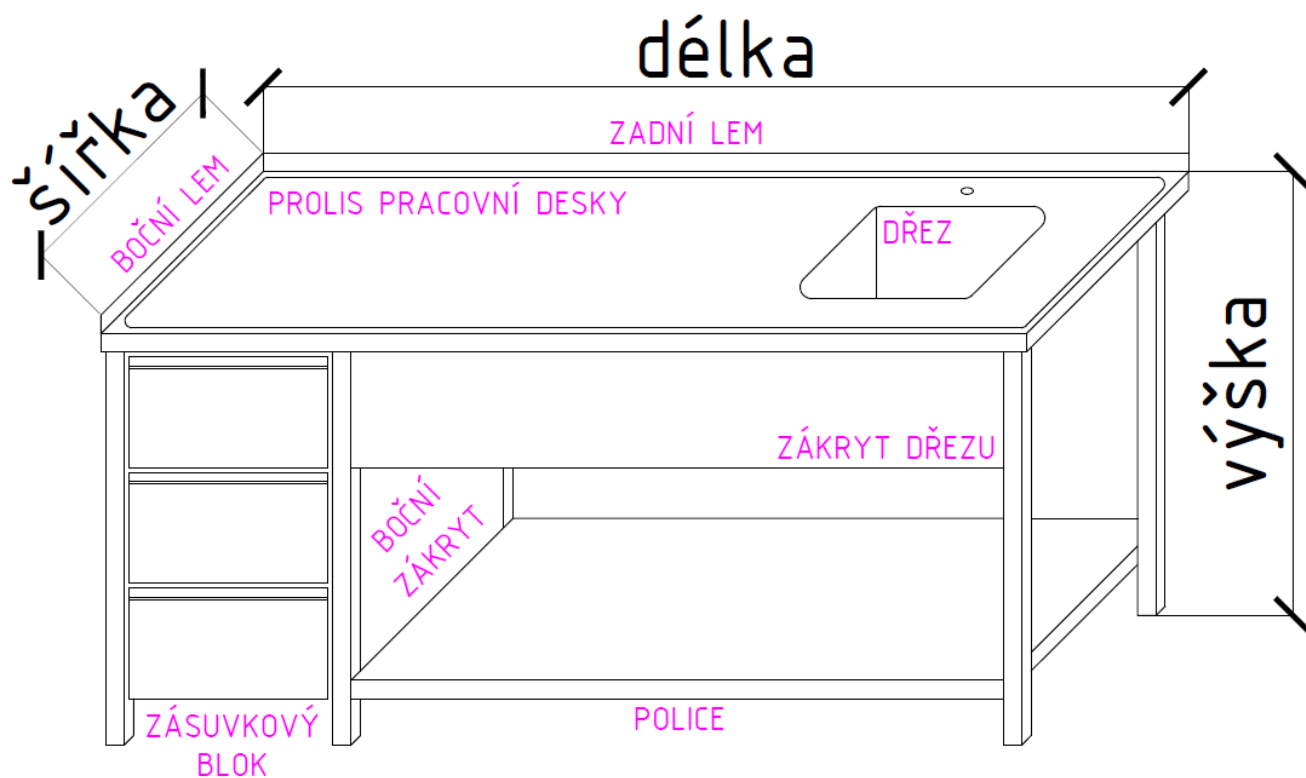 délka
šířka
ZADNÍ LEM
BOČNÍ LEM
PROLIS PRACOVNÍ DESKY
DŘEZ
výška
ZÁKRYT DŘEZU
BOČNÍ
ZÁKRYT
ZÁSUVKOVÝ
BLOK
POLICE